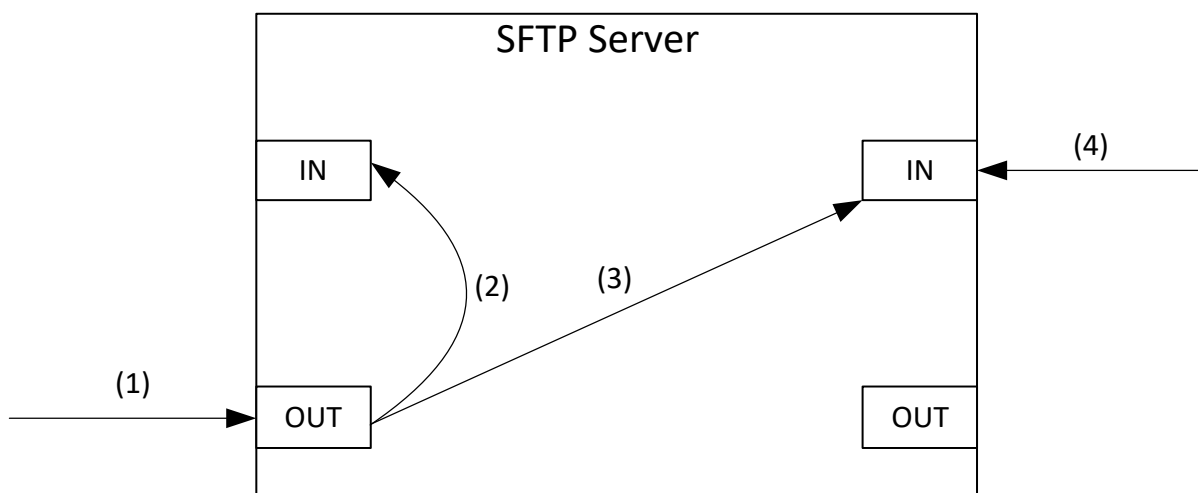 SFTP Server
(4)
IN
IN
(3)
(2)
(1)
OUT
OUT